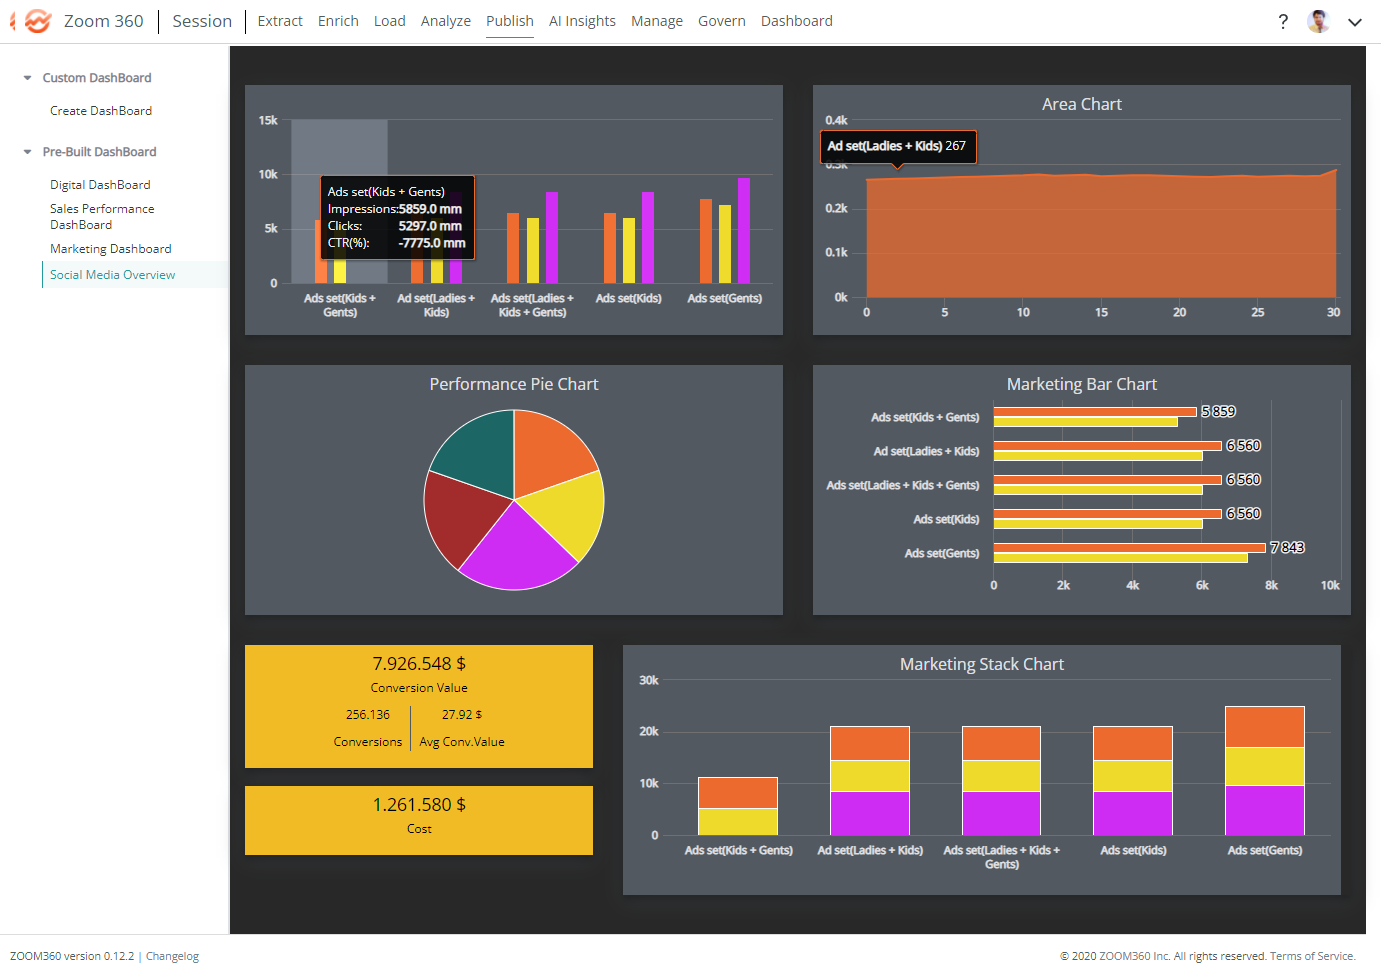 Zoom 360 Session Extract Enrich Load Analyze Publish AI Insights Manage Govern Dashboard ?
Custom DashBoard
Create DashBoard
Pre-Built DashBoard
Digital DashBoard
Sales Performance
DashBoard
Marketing Dashboard
Social Media Overview
15k
10k
5k
0
Ads set(Kids + Gents)
Impressions:5859.0 mm
Clicks: 5297.0 mm
CTR(%): -7775.0 mm
Ads set(Kids + Ad set(Ladies + Ads set(Ladies + Ads set(Kids) Ads set(Gents)
Gents) Kids) Kids + Gents)
Area Chart
0.4k
Ad set(Ladies + Kids) 267
0.3k
0.2k
0.1k
0k
0 5 10 15 20 25 30
Performance Pie Chart
Marketing Bar Chart
Ads set(Kids + Gents) 5 859
Ad set(Ladies + Kids) 6 560
Ads set(Ladies + Kids + Gents) 6 560
Ads set(Kids) 6 560
Ads set(Gents) 7 843
0 2k 4k 6k 8k 10k
7.926.548 $
Conversion Value
256.136 27.92 $
Conversions Avg Conv.Value
1.261.580 $
Cost
Marketing Stack Chart
30k
20k
10k
0
Ads set(Kids + Gents) Ad set(Ladies + Kids) Ads set(Ladies + Kids + Ads set(Kids) Ads set(Gents)
Gents)
ZOOM360 version 0.12.2 | Changelog
© 2020 ZOOM360 Inc. All rights reserved. Terms of Service.